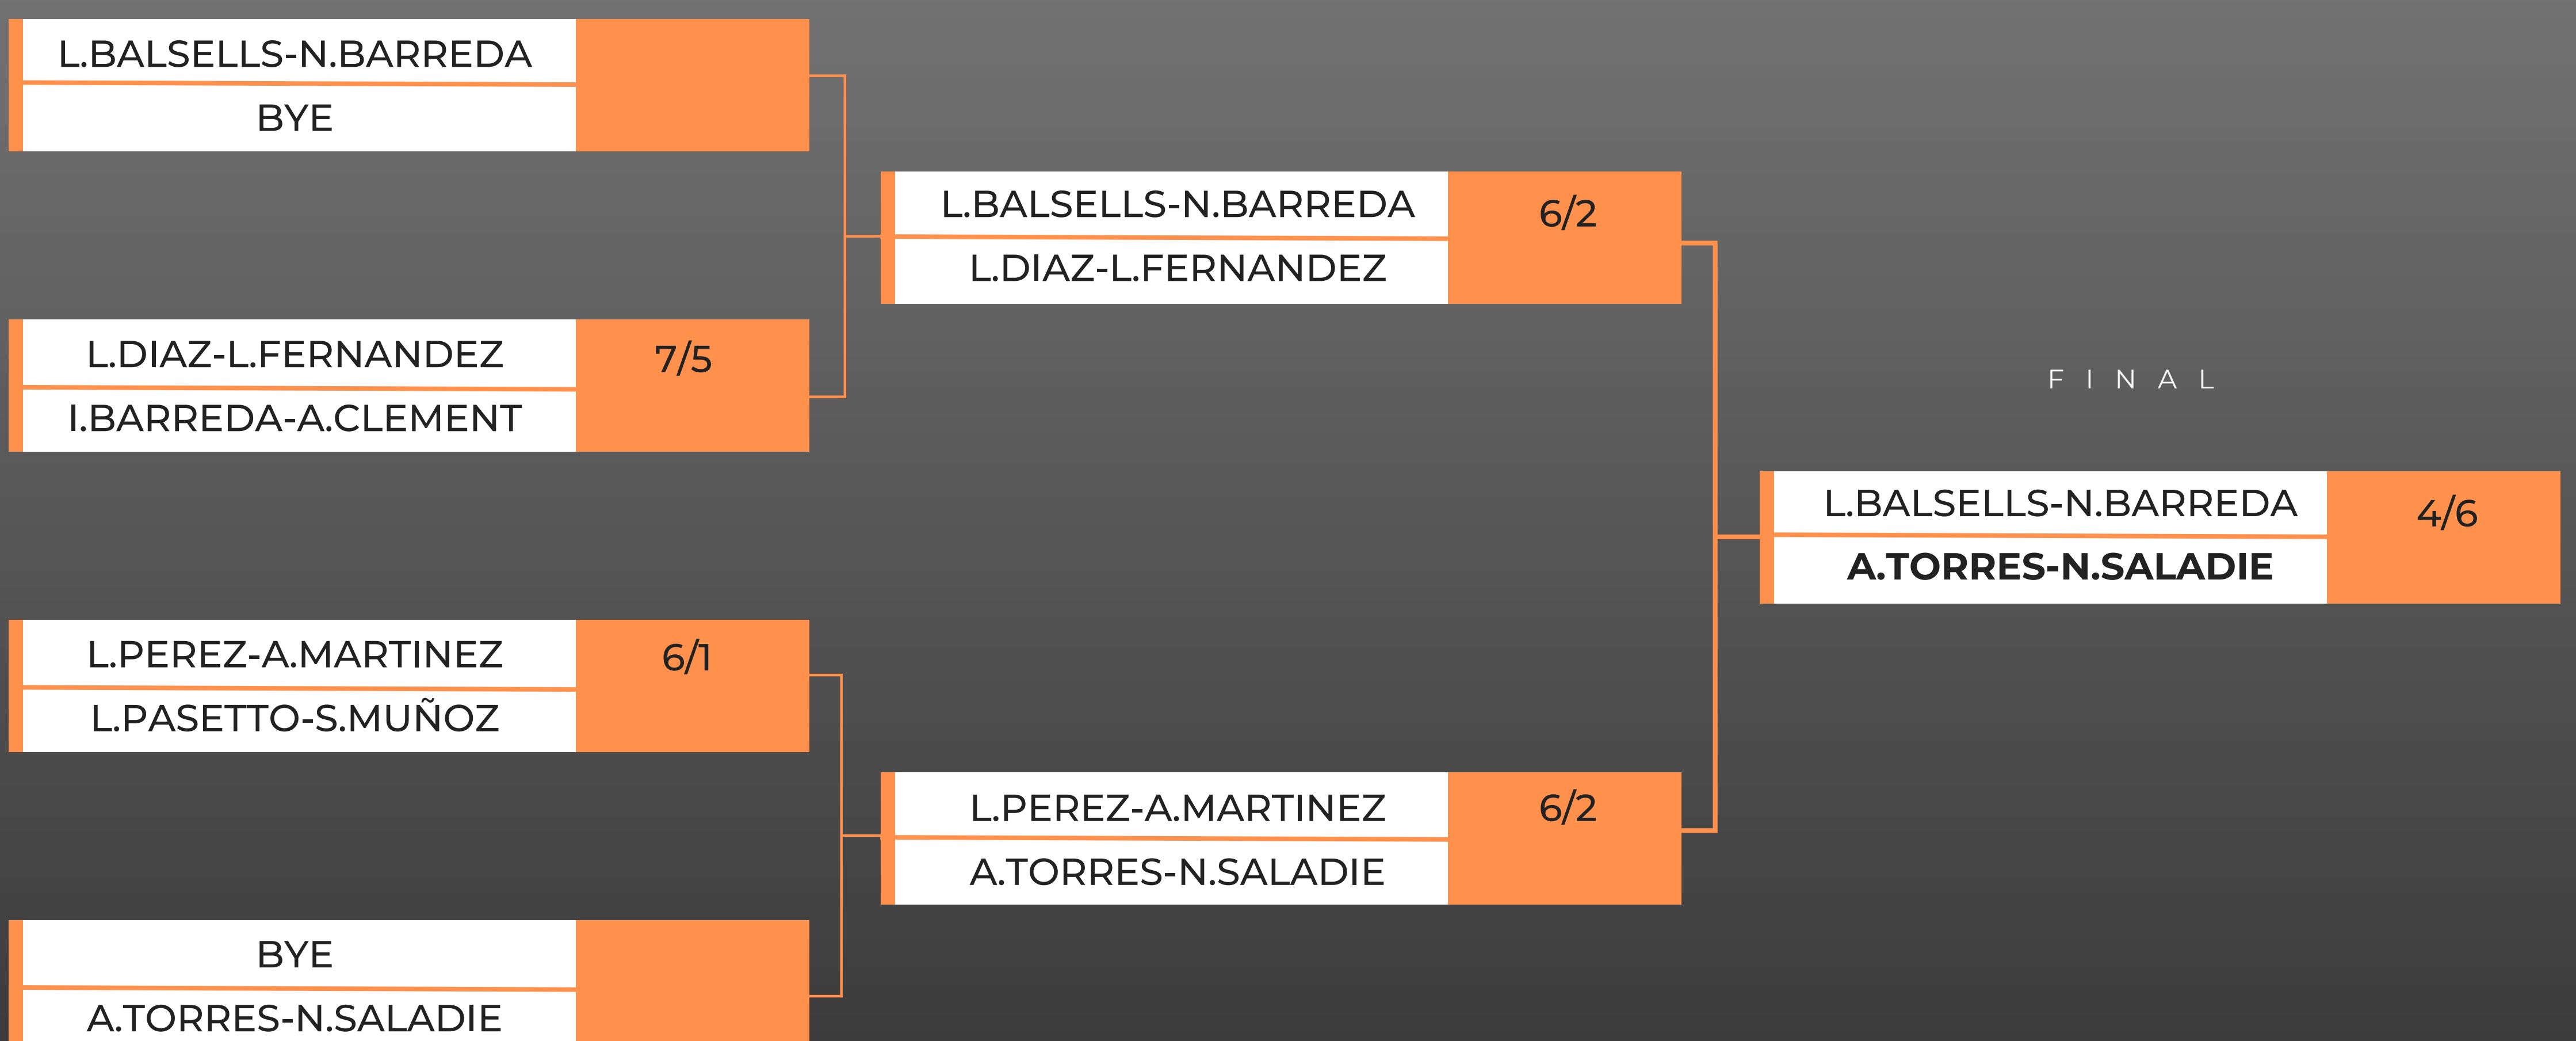 L.BALSELLS-N.BARREDA
BYE
L.DIAZ-L.FERNANDEZ
7/5
I.BARREDA-A.CLEMENT
L.PEREZ-A.MARTINEZ
6/1
L.PASETTO-S.MUÑOZ
BYE
A.TORRES-N.SALADIE
L.BALSELLS-N.BARREDA
6/2
L.DIAZ-L.FERNANDEZ
L.PEREZ-A.MARTINEZ
6/2
A.TORRES-N.SALADIE
FINAL
L.BALSELLS-N.BARREDA
4/6
A.TORRES-N.SALADIE